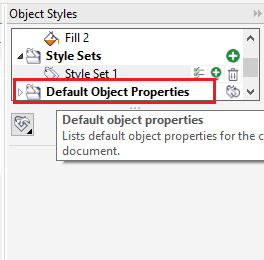 Object Styles
Fill 2
Style Sets
Style Set 1
Default Object Properties
Default object properties
Lists default object properties for the c
document.